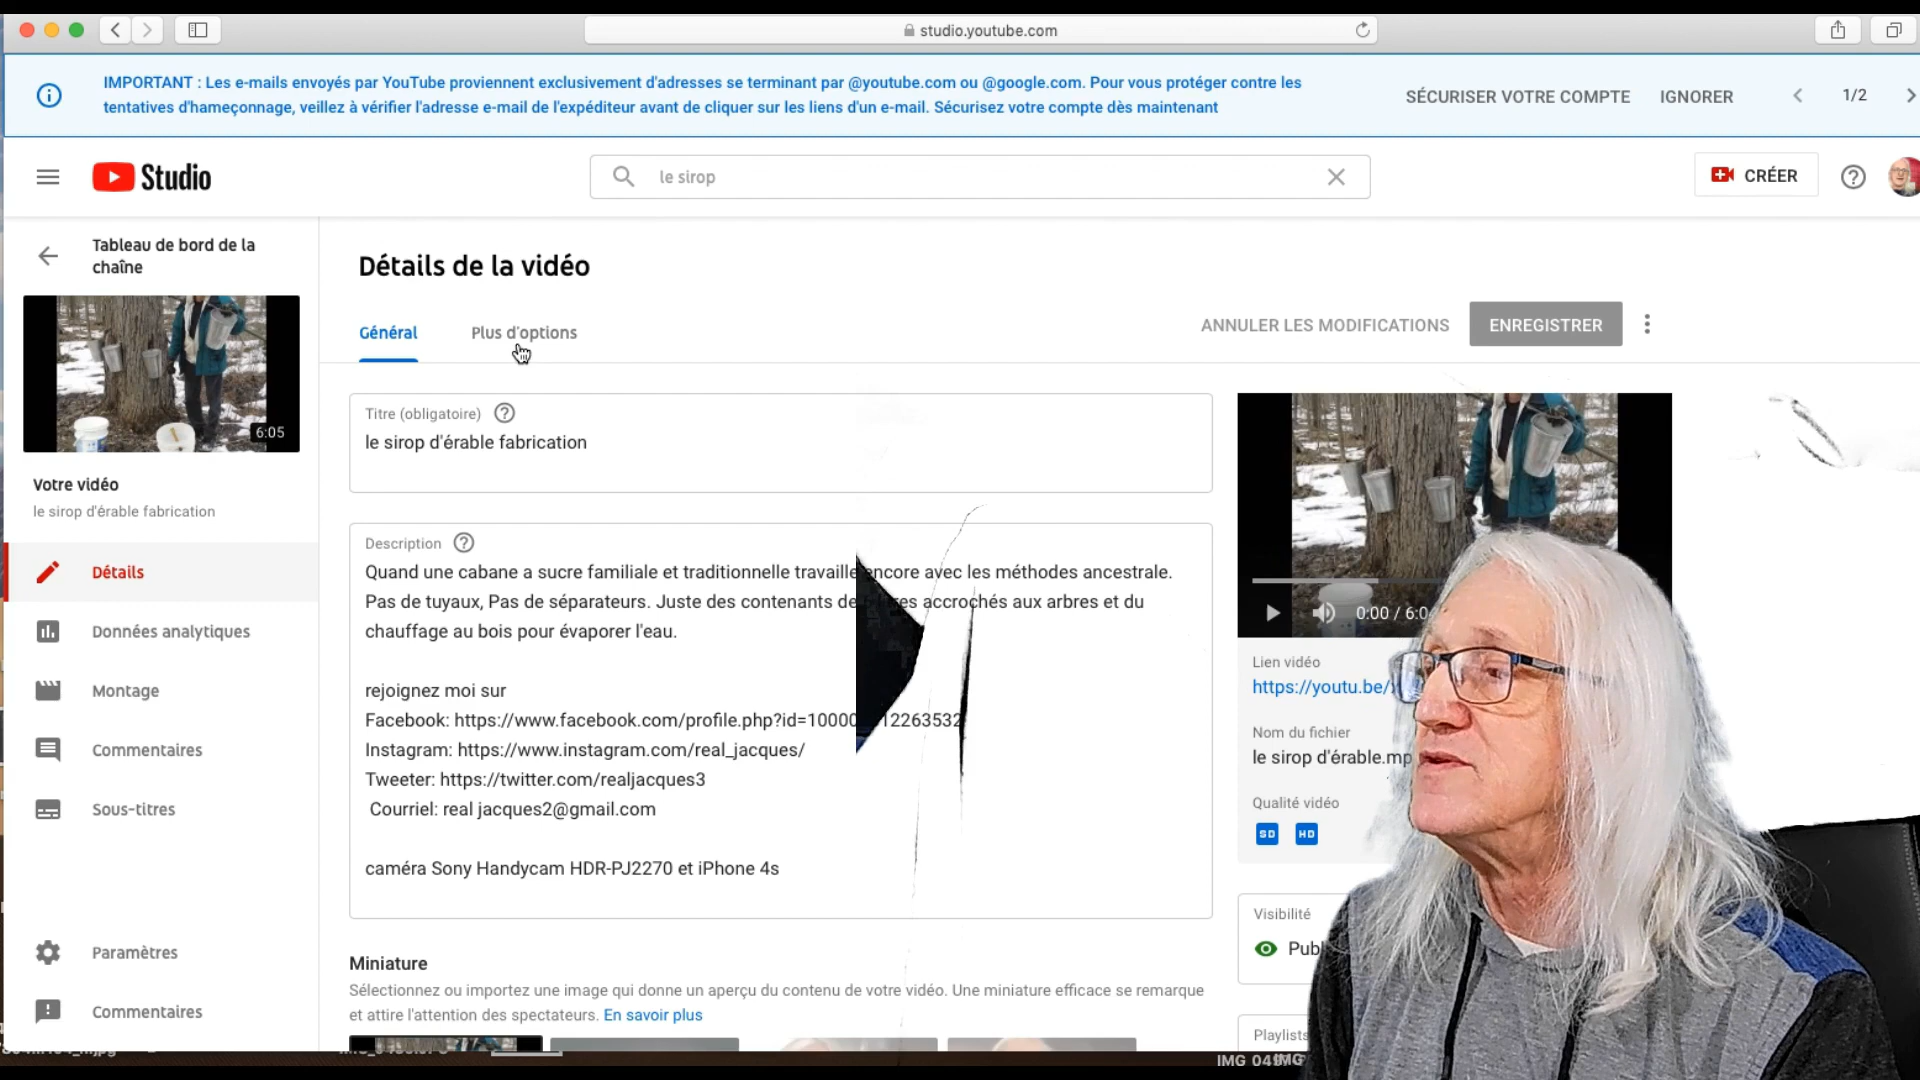 studio.youtube.com
IMPORTANT : Les e-mails envoyés par YouTube proviennent exclusivement d'adresses se terminant par @youtube.com ou @google.com. Pour vous protéger contre les
tentatives d'hameçonnage, veillez à vérifier l'adresse e-mail de l'expéditeur avant de cliquer sur les liens d'un e-mail. Sécurisez votre compte dès maintenant
SÉCURISER VOTRE COMPTE
IGNORER
1/2
Studio
le sirop
CRÉER
Tableau de bord de la
chaîne
6:05
Votre vidéo
le sirop d'érable fabrication
Détails
Données analytiques
Montage
Commentaires
Sous-titres
Paramètres
Commentaires
Détails de la vidéo
Général
Plus d'options
ANNULER LES MODIFICATIONS
ENREGISTRER
Titre (obligatoire)
le sirop d'érable fabrication
Description
Quand une cabane a sucre familiale et traditionnelle travaille encore avec les méthodes ancestrale.
Pas de tuyaux, Pas de séparateurs. Juste des contenants de accrochés aux arbres et du
chauffage au bois pour évaporer l'eau.
rejoignez moi sur
Facebook: https://www.facebook.com/profile.php?id=10000 12263532
Instagram: https://www.instagram.com/real_jacques/
Tweeter: https://twitter.com/realjacques3
Courriel: real jacques2@gmail.com
caméra Sony Handycam HDR-PJ2270 et iPhone 4s
Miniature
Sélectionnez ou importez une image qui donne un aperçu du contenu de votre vidéo. Une miniature efficace se remarque
et attire l'attention des spectateurs. En savoir plus
0:00 / 6:0
Lien vidéo
https://youtu.be/
Nom du fichier
le sirop d'érable.mp
Qualité vidéo
SD HD
Visibilité
Publ
Playlists